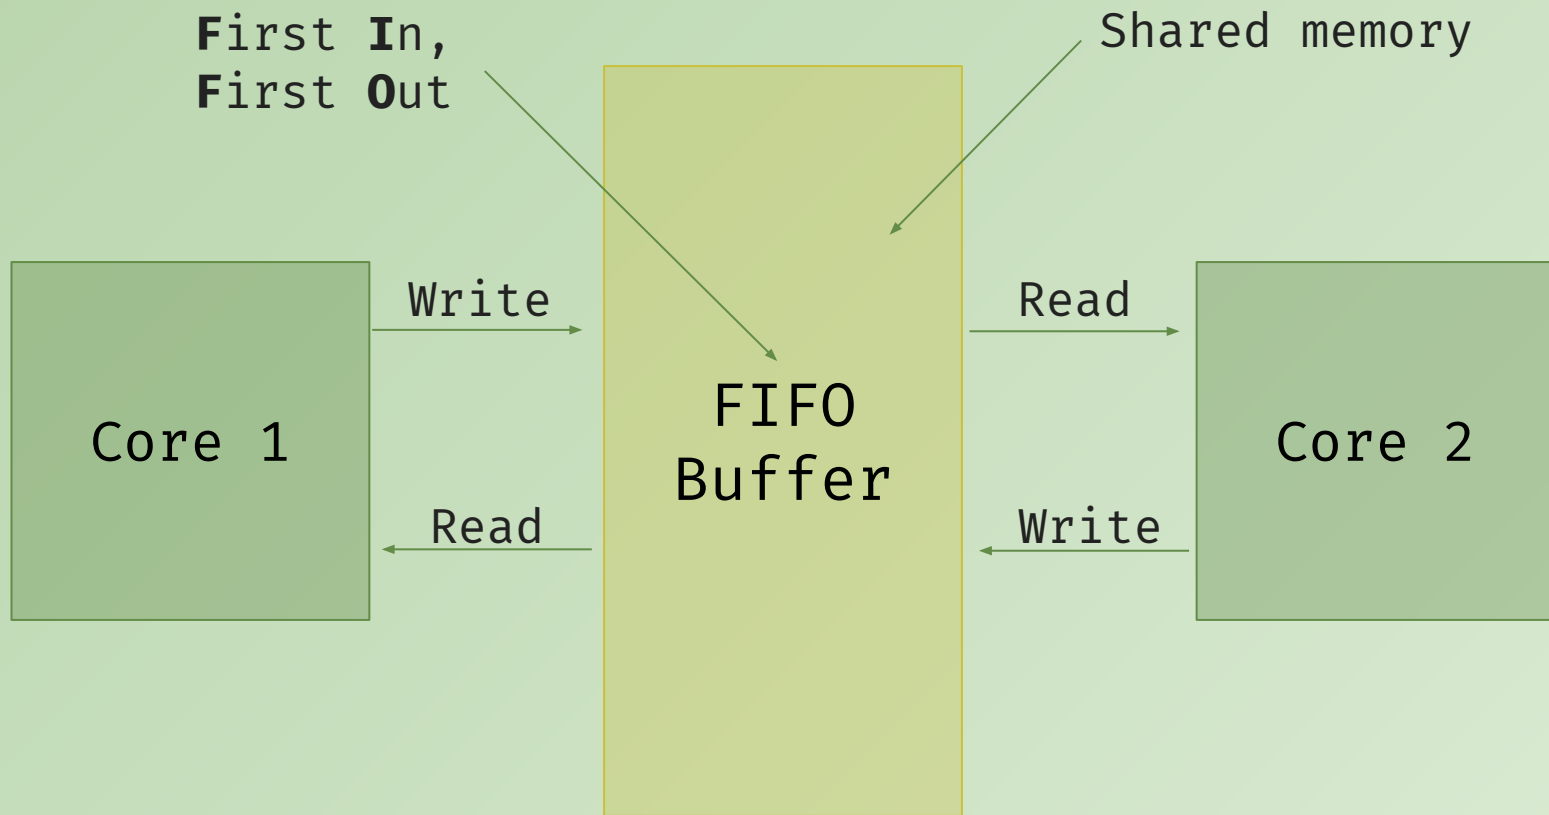 First In,
First Out
Shared memory
Write
Read
Core 1
FIFO
Buffer
Core 2
Read
Write